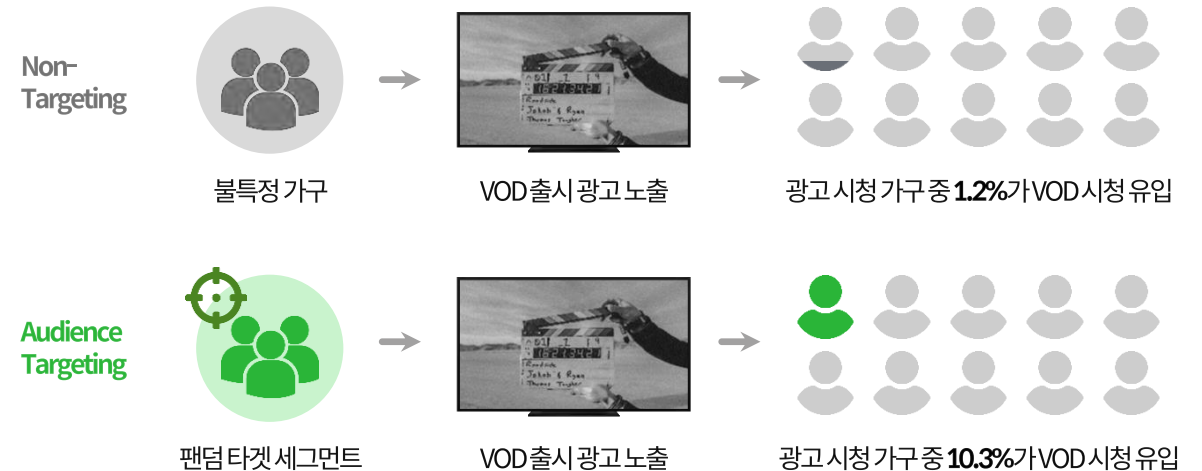 Non-
Targeting
불특정 가구
VOD 출시 광고 노출
광고 시청 가구 중 1.2%가 VOD 시청 유입
Audience
Targeting
팬덤 타겟 세그먼트
VOD 출시 광고 노출
광고 시청 가구 중 10.3%가 VOD 시청 유입